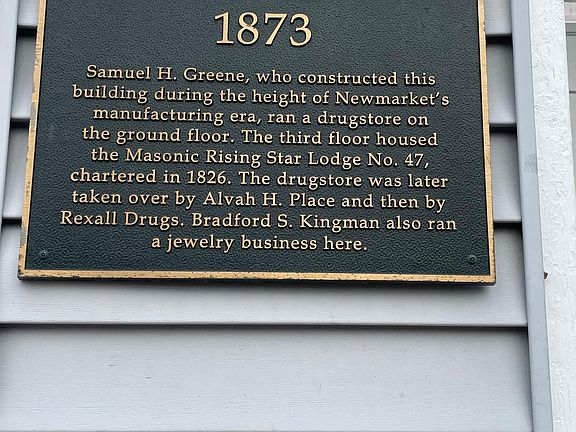 1873
Samuel H. Greene, who constructed this
building during the height of Newmarket's
manufacturing era, ran a drugstore on
the ground floor. The third floor housed
the Masonic Rising Star Lodge No. 47,
chartered in 1826. The drugstore was later
taken over by Alvah H. Place and then by
Rexall Drugs. Bradford S. Kingman also ran
a jewelry business here.